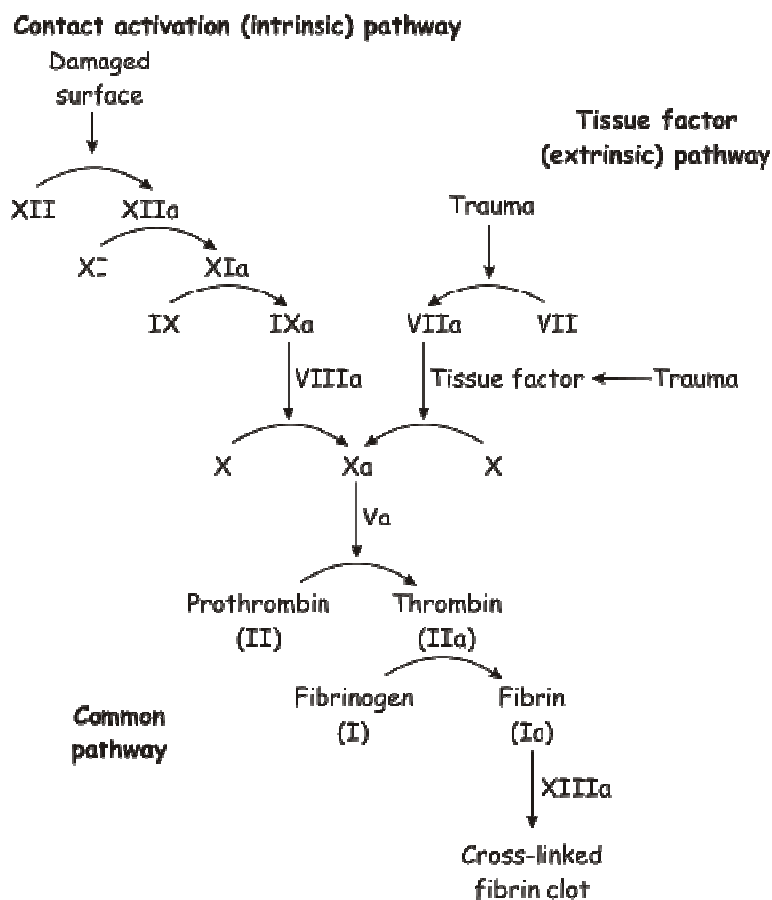 Contact activation (intrinsic) pathway
Damaged
surface
Tissue factor
(extrinsic) pathway
XII
XIIa
Trauma
XIa
IX
IXa
VIIa
VII
VIIIa
Tissue factor
Trauma
X
Xa
X
Va
Prothrombin
(II)
Thrombin
(IIa)
Fibrinogen
(I)
Fibrin
(Ia)
Common
pathway
XIIIa
Cross-linked
fibrin clot